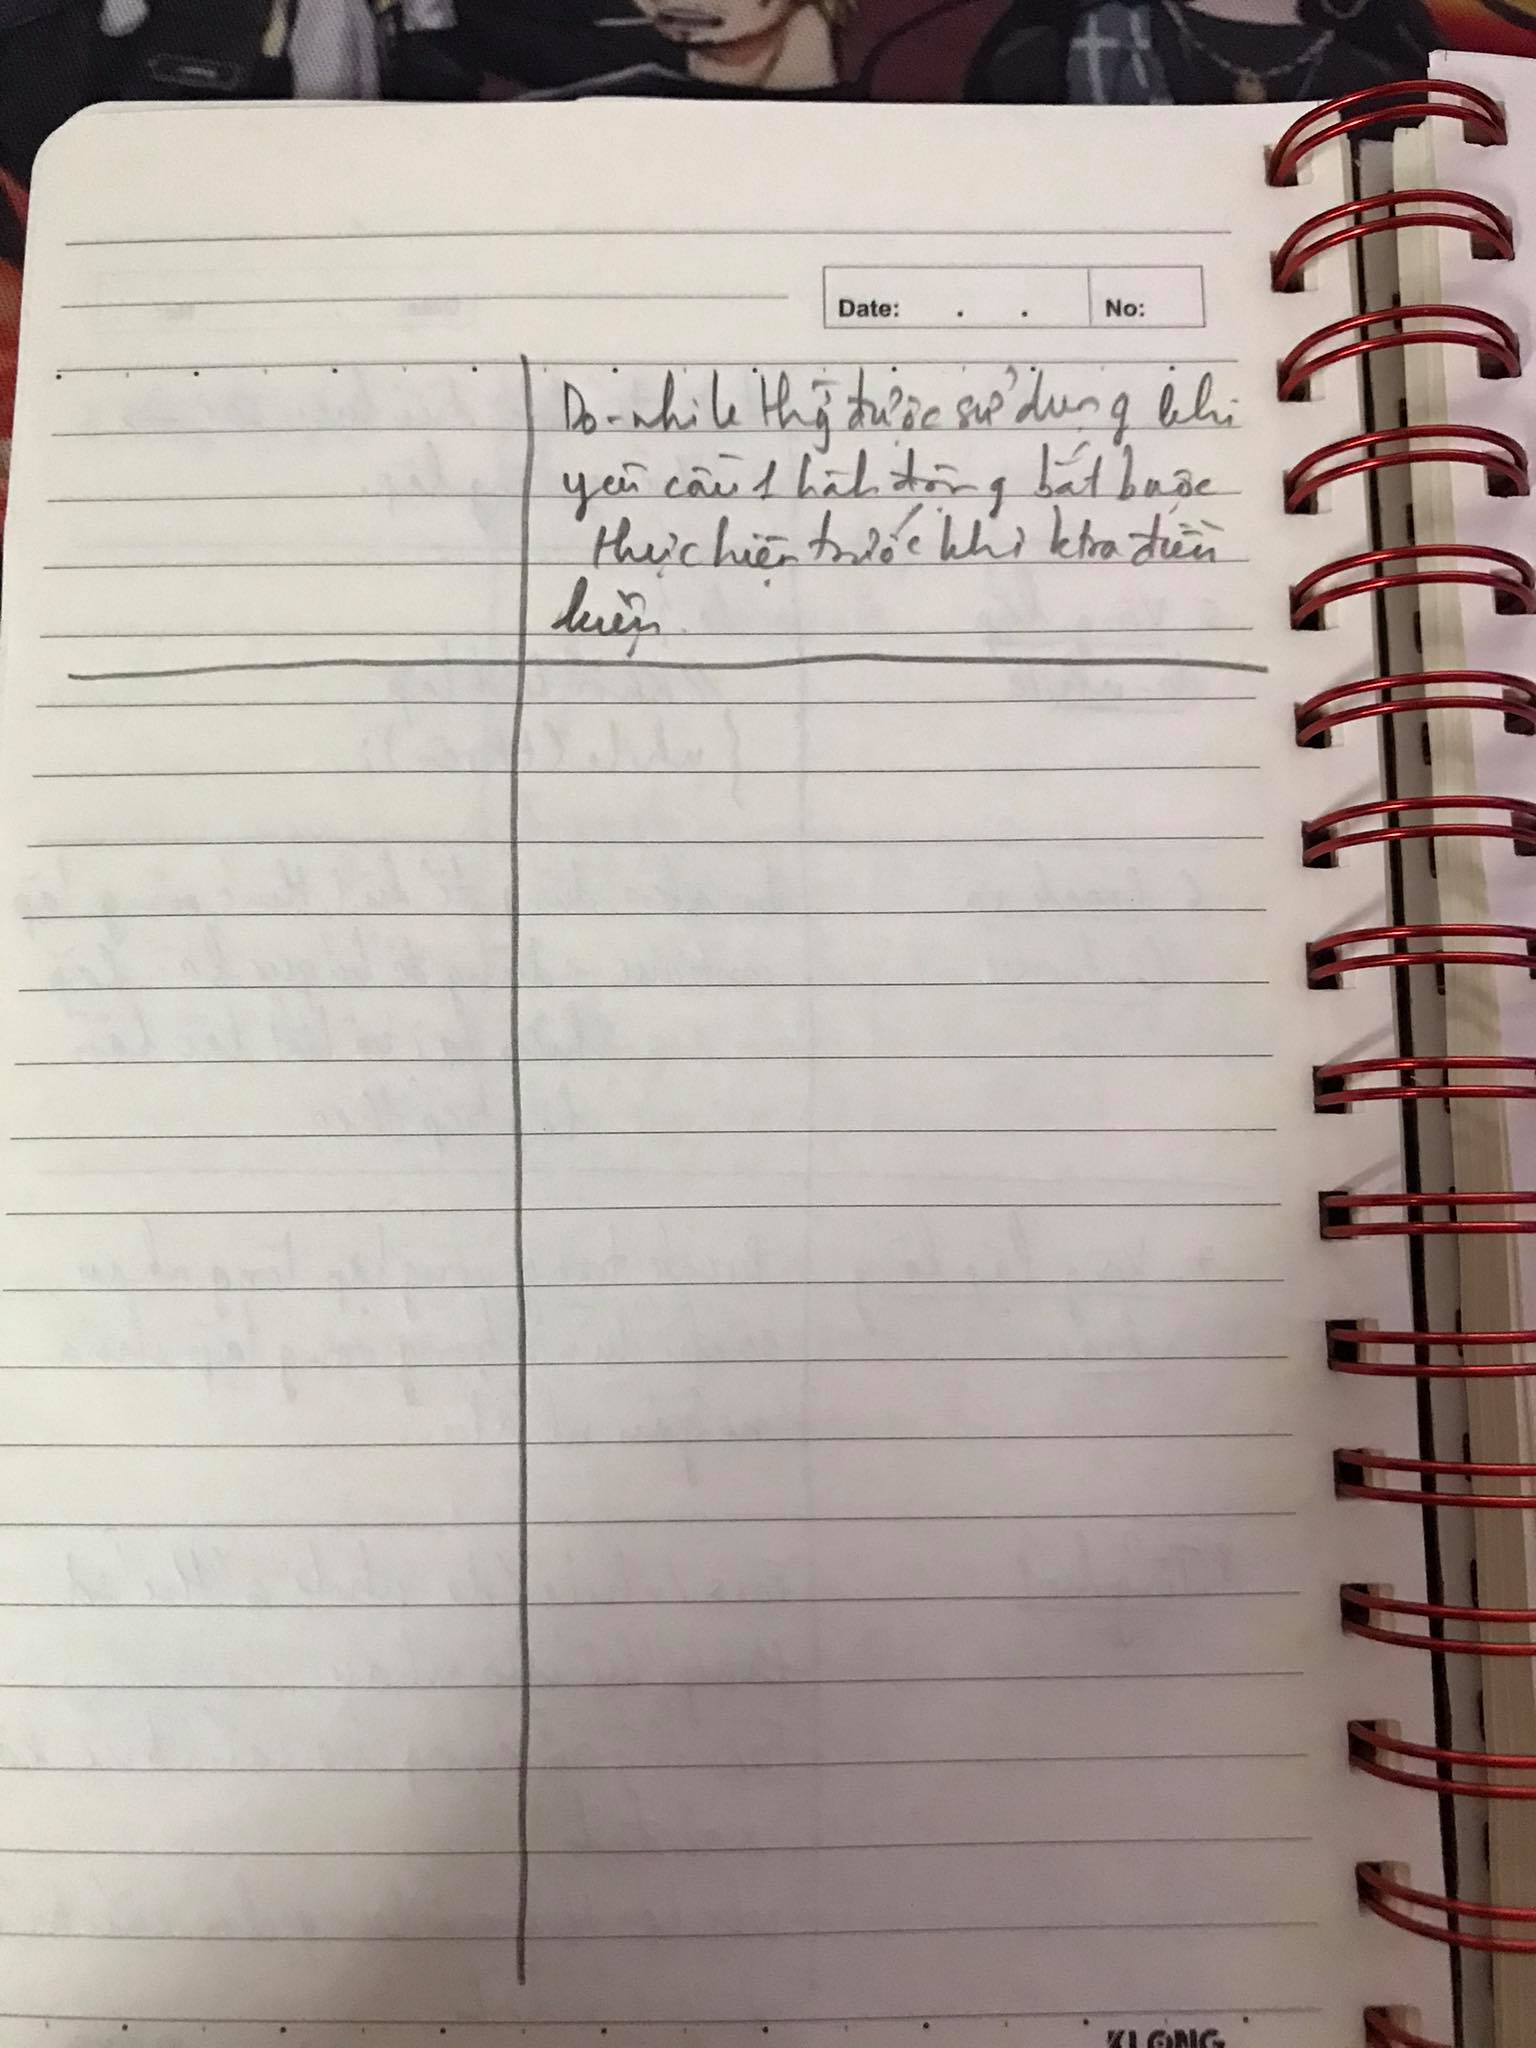 Date: . . No:
Do-while thg được sử dụng khi
yêu cầu 1 hành động bắt buộc
thực hiện trước khi ktra điều
kiện
KLONG